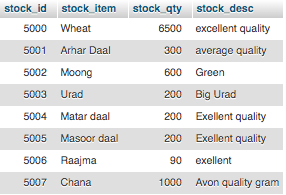 stock_id stock_item stock_qty stock_desc
5000 Wheat 6500 excellent quality
5001 Arhar Daal 300 average quality
5002 Moong 600 Green
5003 Urad 200 Big Urad
5004 Matar daal 200 Exellent quality
5005 Masoor daal 200 Exellent quality
5006 Raajma 90 exellent
5007 Chana 1000 Avon quality gram